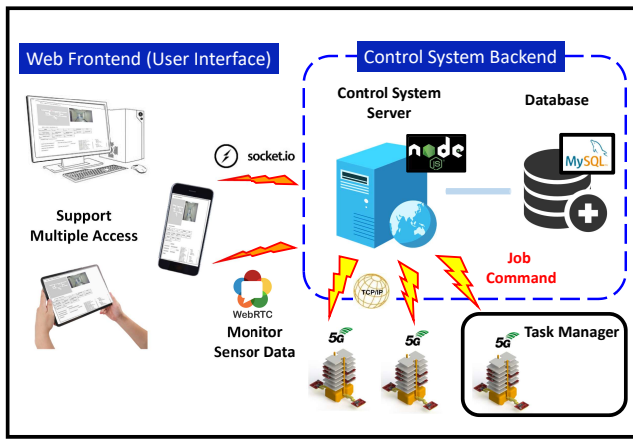 Web Frontend (User Interface)
Control System Backend
Control System
Server
Database
node
JS
MySQL
socket.io
Support
Multiple Access
Job
Command
TCP/IP
WebRTC
Monitor
Sensor Data
5G
5G
5G
Task Manager